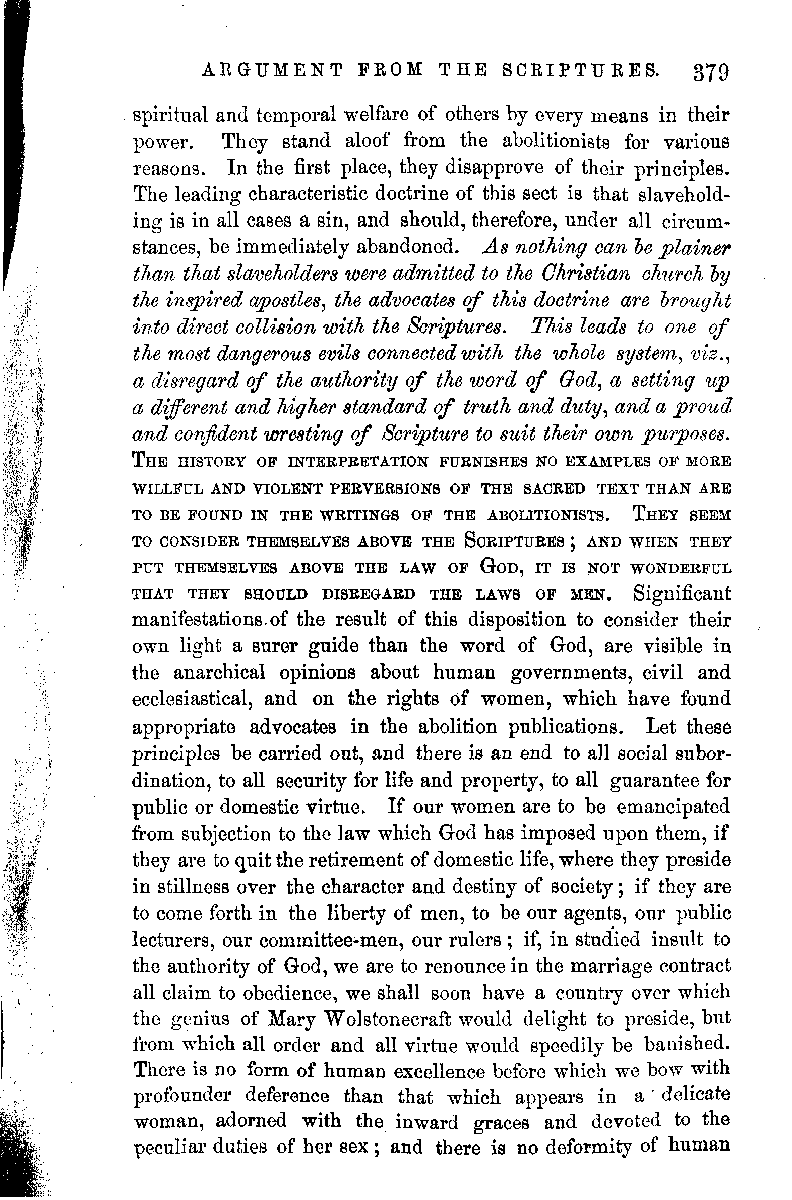 ARGUMENT FROM THE SCRIPTURES. 379
spiritual and temporal welfare of others by every means in their
power. They stand aloof from the abolitionists for various
reasons. In the first place, they disapprove of their principles.
The leading characteristic doctrine of this sect is that slavehold-
ing is in all cases a sin, and should, therefore, under all circum-
stances, be immediately abandoned. As nothing can be plainer
than that slaveholders were admitted to the Christian church by
the inspired apostles, the advocates of this doctrine are brought
into direct collision with the Scriptures. This leads to one of
the most dangerous evils connected with the whole system, viz.,
a disregard of the authority of the word of God, a setting up
a different and higher standard of truth and duty, and a proud
and confident wresting of Scripture to suit their own purposes.
THE HISTORY OF INTERPRETATION FURNISHES NO EXAMPLES OF MORE
WILLFUL AND VIOLENT PERVERSIONS OF THE SACRED TEXT THAN ARE
TO BE FOUND IN THE WRITINGS OF THE ABOLITIONISTS. THEY SEEM
TO CONSIDER THEMSELVES ABOVE THE SCRIPTURES; AND WHEN THEY
PUT THEMSELVES ABOVE THE LAW OF GOD, IT IS NOT WONDERFUL
THAT THEY SHOULD DISREGARD THE LAWS OF MEN. Significant
manifestations of the result of this disposition to consider their
own light a surer guide than the word of God, are visible in
the anarchical opinions about human governments, civil and
ecclesiastical, and on the rights of women, which have found
appropriate advocates in the abolition publications. Let these
principles be carried out, and there is an end to all social subor-
dination, to all security for life and property, to all guarantee for
public or domestic virtue. If our women are to be emancipated
from subjection to the law which God has imposed upon them, if
they are to quit the retirement of domestic life, where they preside
in stillness over the character and destiny of society; if they are
to come forth in the liberty of men, to be our agents, our public
lecturers, our committee-men, our rulers; if, in studied insult to
the authority of God, we are to renounce in the marriage contract
all claim to obedience, we shall soon have a country over which
the genius of Mary Wolstonecraft would delight to preside, but
from which all order and all virtue would speedily be banished.
There is no form of human excellence before which we bow with
profounder deference than that which appears in a delicate
woman, adorned with the inward graces and devoted to the
peculiar duties of her sex; and there is no deformity of human